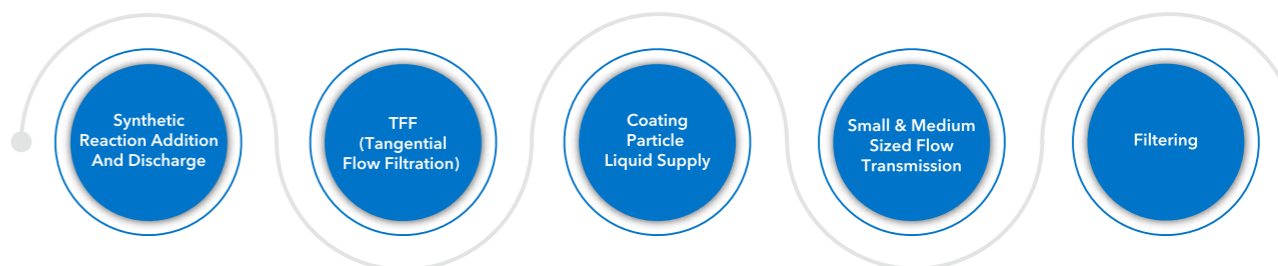 Synthetic
Reaction Addition
And Discharge
TFF
(Tangential
Flow Filtration)
Coating
Particle
Liquid Supply
Small & Medium
Sized Flow
Transmission
Filtering